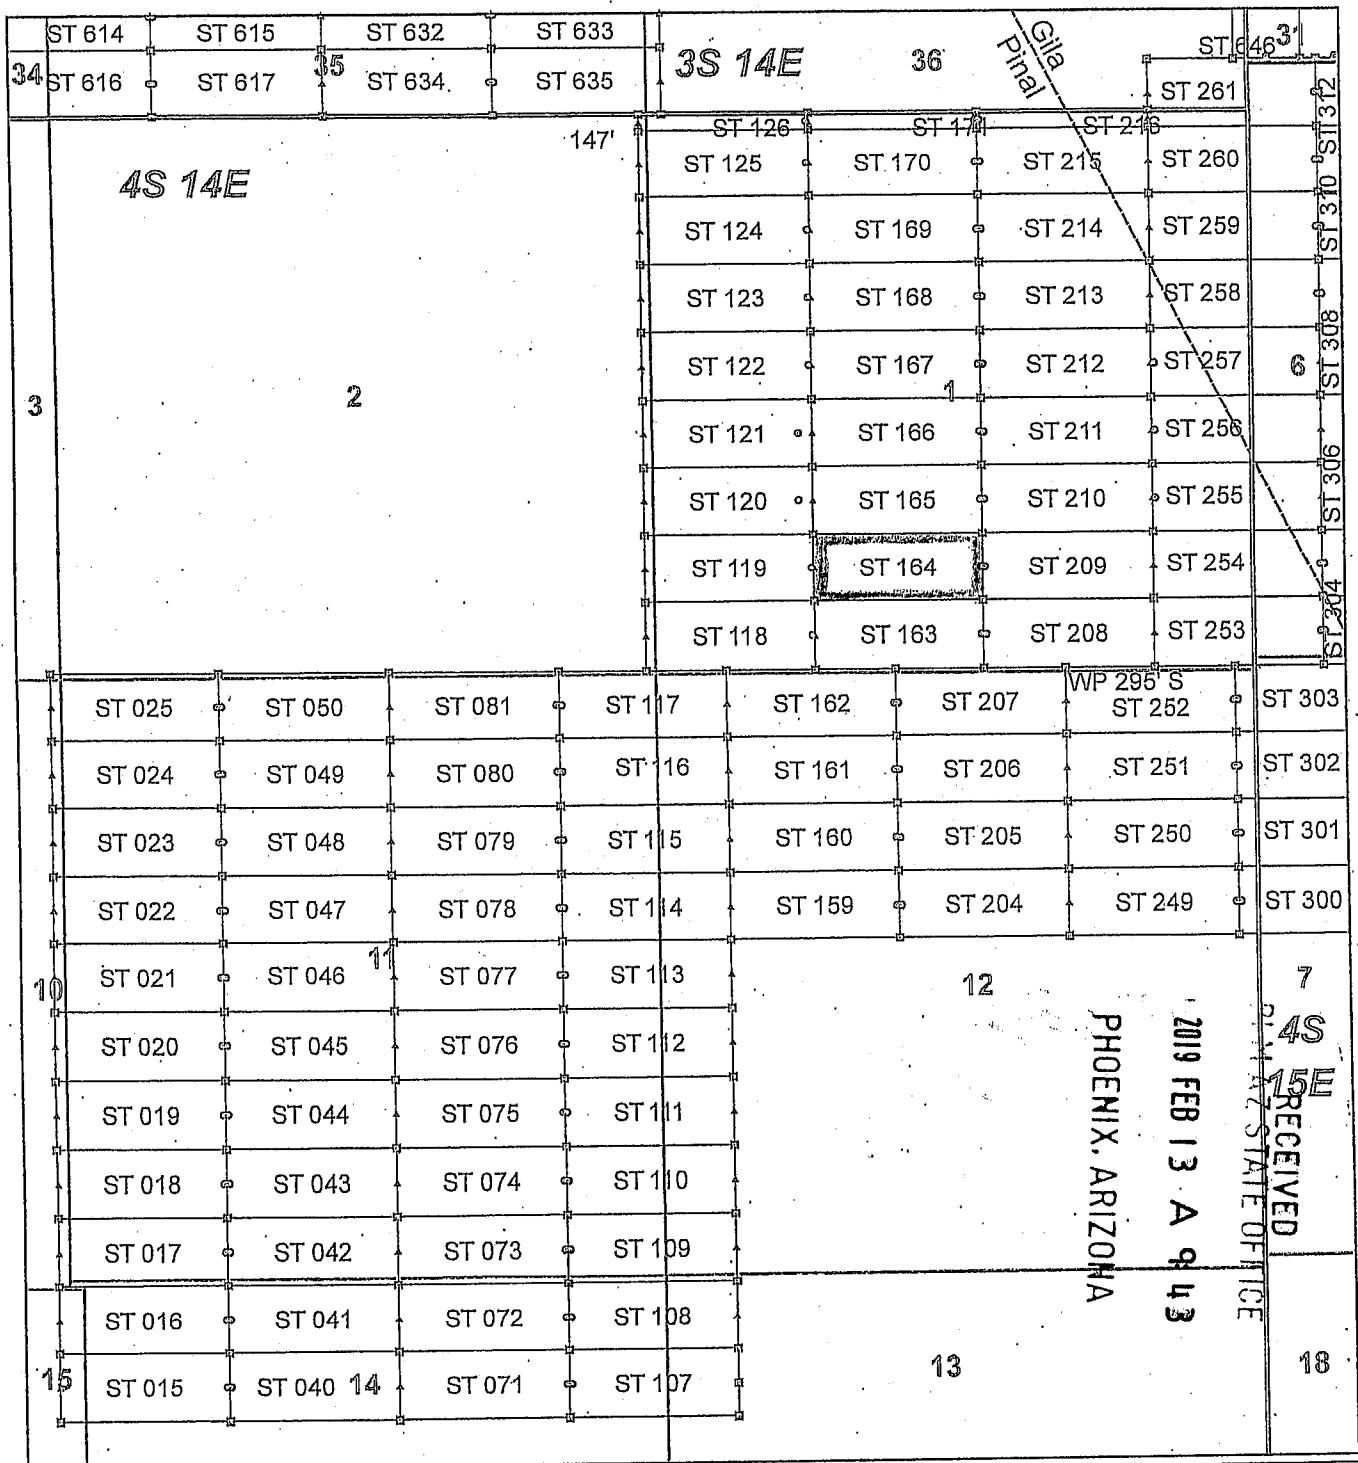 ST 614 ST 615 ST 632 ST 633
3S 14E 36 Gila Pinal ST 646 31
34 35
ST 616 ST 617 ST 634 ST 635 ST 261 ST 312
147' ST 126 ST 171 ST 216
4S 14E
ST 125 ST 170 ST 215 ST 260
ST 124 ST 169 ST 214 ST 259 ST 310
ST 123 ST 168 ST 213 ST 258
ST 122 ST 167 ST 212 ST 257 6 ST 308
3 2 1
ST 121 ST 166 ST 211 ST 256
ST 120 ST 165 ST 210 ST 255 ST 306
ST 119 ST 164 ST 209 ST 254
ST 118 ST 163 ST 208 ST 253 ST 304
WP 295' S
ST 025 ST 050 ST 081 ST 117 ST 162 ST 207 ST 252 ST 303
ST 024 ST 049 ST 080 ST 116 ST 161 ST 206 ST 251 ST 302
ST 023 ST 048 ST 079 ST 115 ST 160 ST 205 ST 250 ST 301
ST 022 ST 047 ST 078 ST 114 ST 159 ST 204 ST 249 ST 300
11
ST 021 ST 046 ST 077 ST 113
10 12 7
4S
15E
ST 020 ST 045 ST 076 ST 112
ST 019 ST 044 ST 075 ST 111
ST 018 ST 043 ST 074 ST 110
ST 017 ST 042 ST 073 ST 109
ST 016 ST 041 ST 072 ST 108
15 ST 015 ST 040 14 ST 071 ST 107
13 18
RECEIVED
AZ STATE OFFICE
2019 FEB 13 A 9:43
PHOENIX, ARIZONA